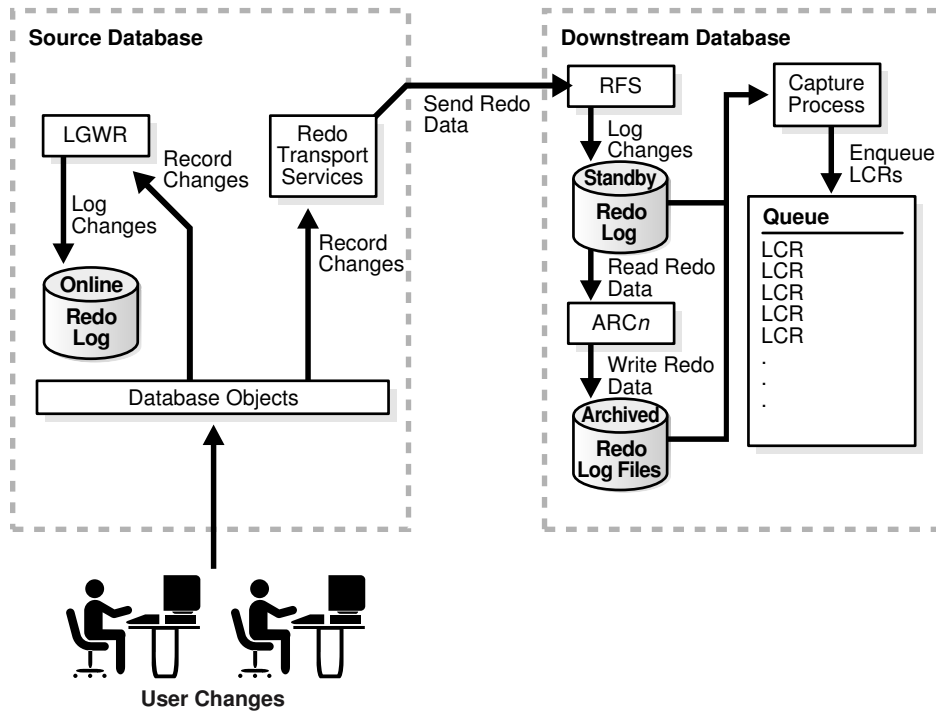 Source Database
LGWR
Record
Changes
Log
Changes
Online
Redo
Log
Redo
Transport
Services
Record
Changes
Database Objects
User Changes
Send Redo
Data
Downstream Database
RFS
Log
Changes
Standby
Redo
Log
Read Redo
Data
ARCn
Write Redo
Data
Archived
Redo
Log Files
Capture
Process
Enqueue
LCRs
Queue
LCR
LCR
LCR
LCR
LCR
.
.
.